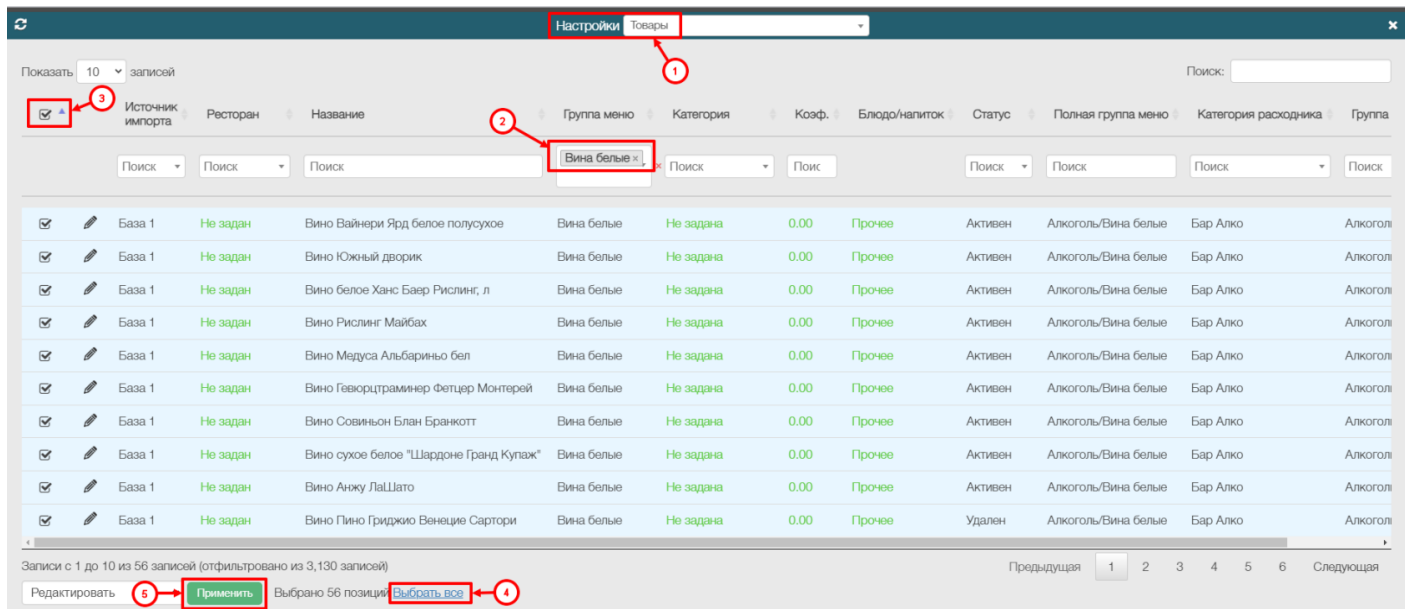 Настройки Товары
1
Показать 10 записей Поиск:
3 Источник импорта Ресторан Название 2 Группа меню Категория Коэф. Блюдо/напиток Статус Полная группа меню Категория расходника Группа
Поиск Поиск Поиск Вина белые × × Поиск Поис Поиск Поиск Поиск Поиск
База 1 Не задан Вино Вайнери Ярд белое полусухое Вина белые Не задана 0.00 Прочее Активен Алкоголь/Вина белые Бар Алко Алкогол
База 1 Не задан Вино Южный дворик Вина белые Не задана 0.00 Прочее Активен Алкоголь/Вина белые Бар Алко Алкогол
База 1 Не задан Вино белое Ханс Баер Рислинг, л Вина белые Не задана 0.00 Прочее Активен Алкоголь/Вина белые Бар Алко Алкогол
База 1 Не задан Вино Рислинг Майбах Вина белые Не задана 0.00 Прочее Активен Алкоголь/Вина белые Бар Алко Алкогол
База 1 Не задан Вино Медуса Альбариньо бел Вина белые Не задана 0.00 Прочее Активен Алкоголь/Вина белые Бар Алко Алкогол
База 1 Не задан Вино Гевюрцтраминер Фетцер Монтерей Вина белые Не задана 0.00 Прочее Активен Алкоголь/Вина белые Бар Алко Алкогол
База 1 Не задан Вино Совиньон Блан Бранкотт Вина белые Не задана 0.00 Прочее Активен Алкоголь/Вина белые Бар Алко Алкогол
База 1 Не задан Вино сухое белое "Шардоне Гранд Купаж" Вина белые Не задана 0.00 Прочее Активен Алкоголь/Вина белые Бар Алко Алкогол
База 1 Не задан Вино Анжу ЛаШато Вина белые Не задана 0.00 Прочее Активен Алкоголь/Вина белые Бар Алко Алкогол
База 1 Не задан Вино Пино Гриджио Венецие Сартори Вина белые Не задана 0.00 Прочее Удален Алкоголь/Вина белые Бар Алко Алкогол
Записи с 1 до 10 из 56 записей (отфильтровано из 3,130 записей) Предыдущая 1 2 3 4 5 6 Следующая
Редактировать 5 Применить Выбрано 56 позиций Выбрать все 4